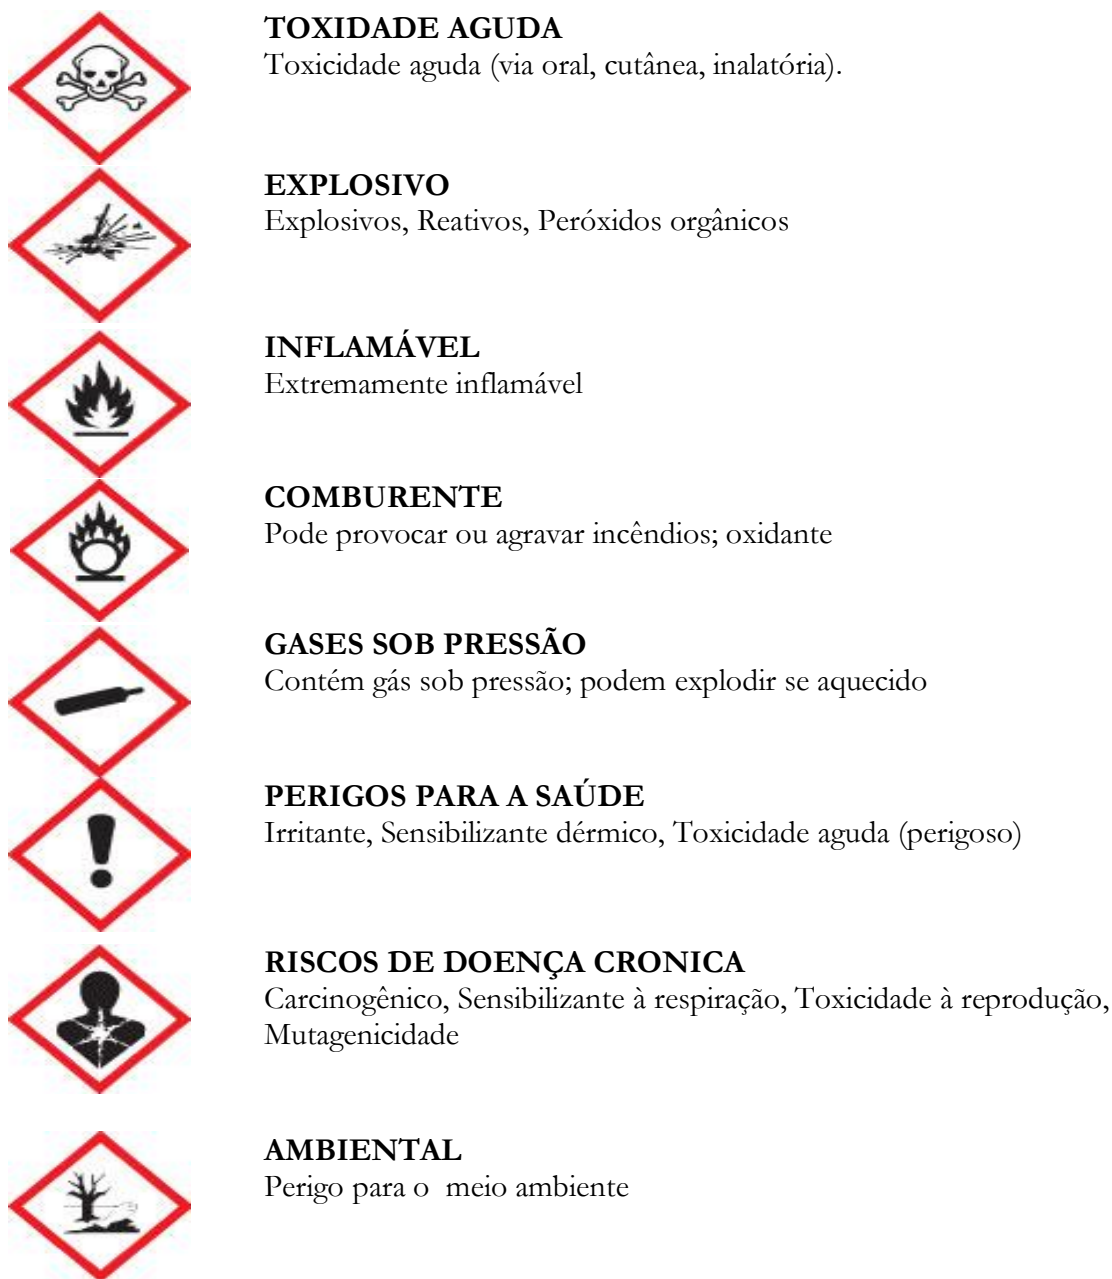 TOXIDADE AGUDA
Toxicidade aguda (via oral, cutânea, inalatória).
EXPLOSIVO
Explosivos, Reativos, Peróxidos orgânicos
INFLAMÁVEL
Extremamente inflamável
COMBURENTE
Pode provocar ou agravar incêndios; oxidante
GASES SOB PRESSÃO
Contém gás sob pressão; podem explodir se aquecido
PERIGOS PARA A SAÚDE
Irritante, Sensibilizante dérmico, Toxicidade aguda (perigoso)
RISCOS DE DOENÇA CRONICA
Carcinogênico, Sensibilizante à respiração, Toxicidade à reprodução,
Mutagenicidade
AMBIENTAL
Perigo para o  meio ambiente